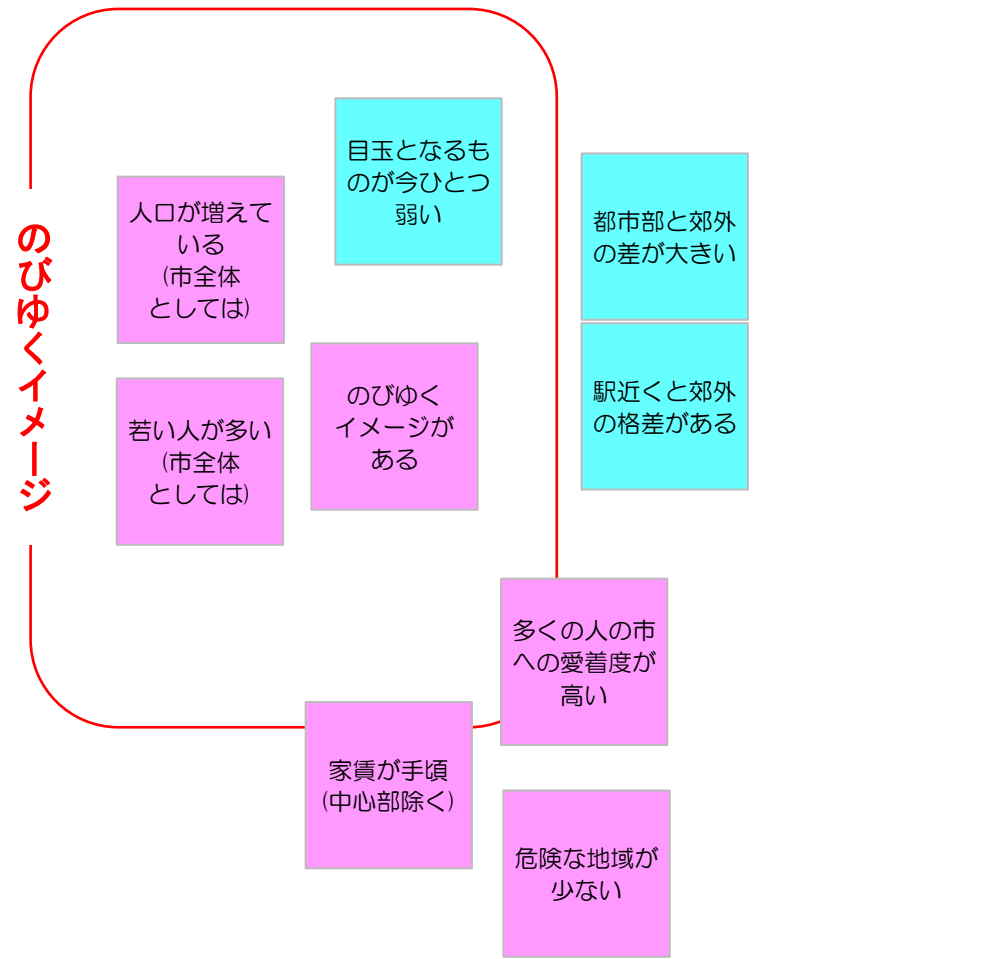 のびゆくイメージ
目玉となるも
のが今ひとつ
弱い
人口が増えて
いる
(市全体
としては)
都市部と郊外
の差が大きい
のびゆく
イメージが
ある
若い人が多い
(市全体
としては)
駅近くと郊外
の格差がある
多くの人の市
への愛着度が
高い
家賃が手頃
(中心部除く)
危険な地域が
少ない